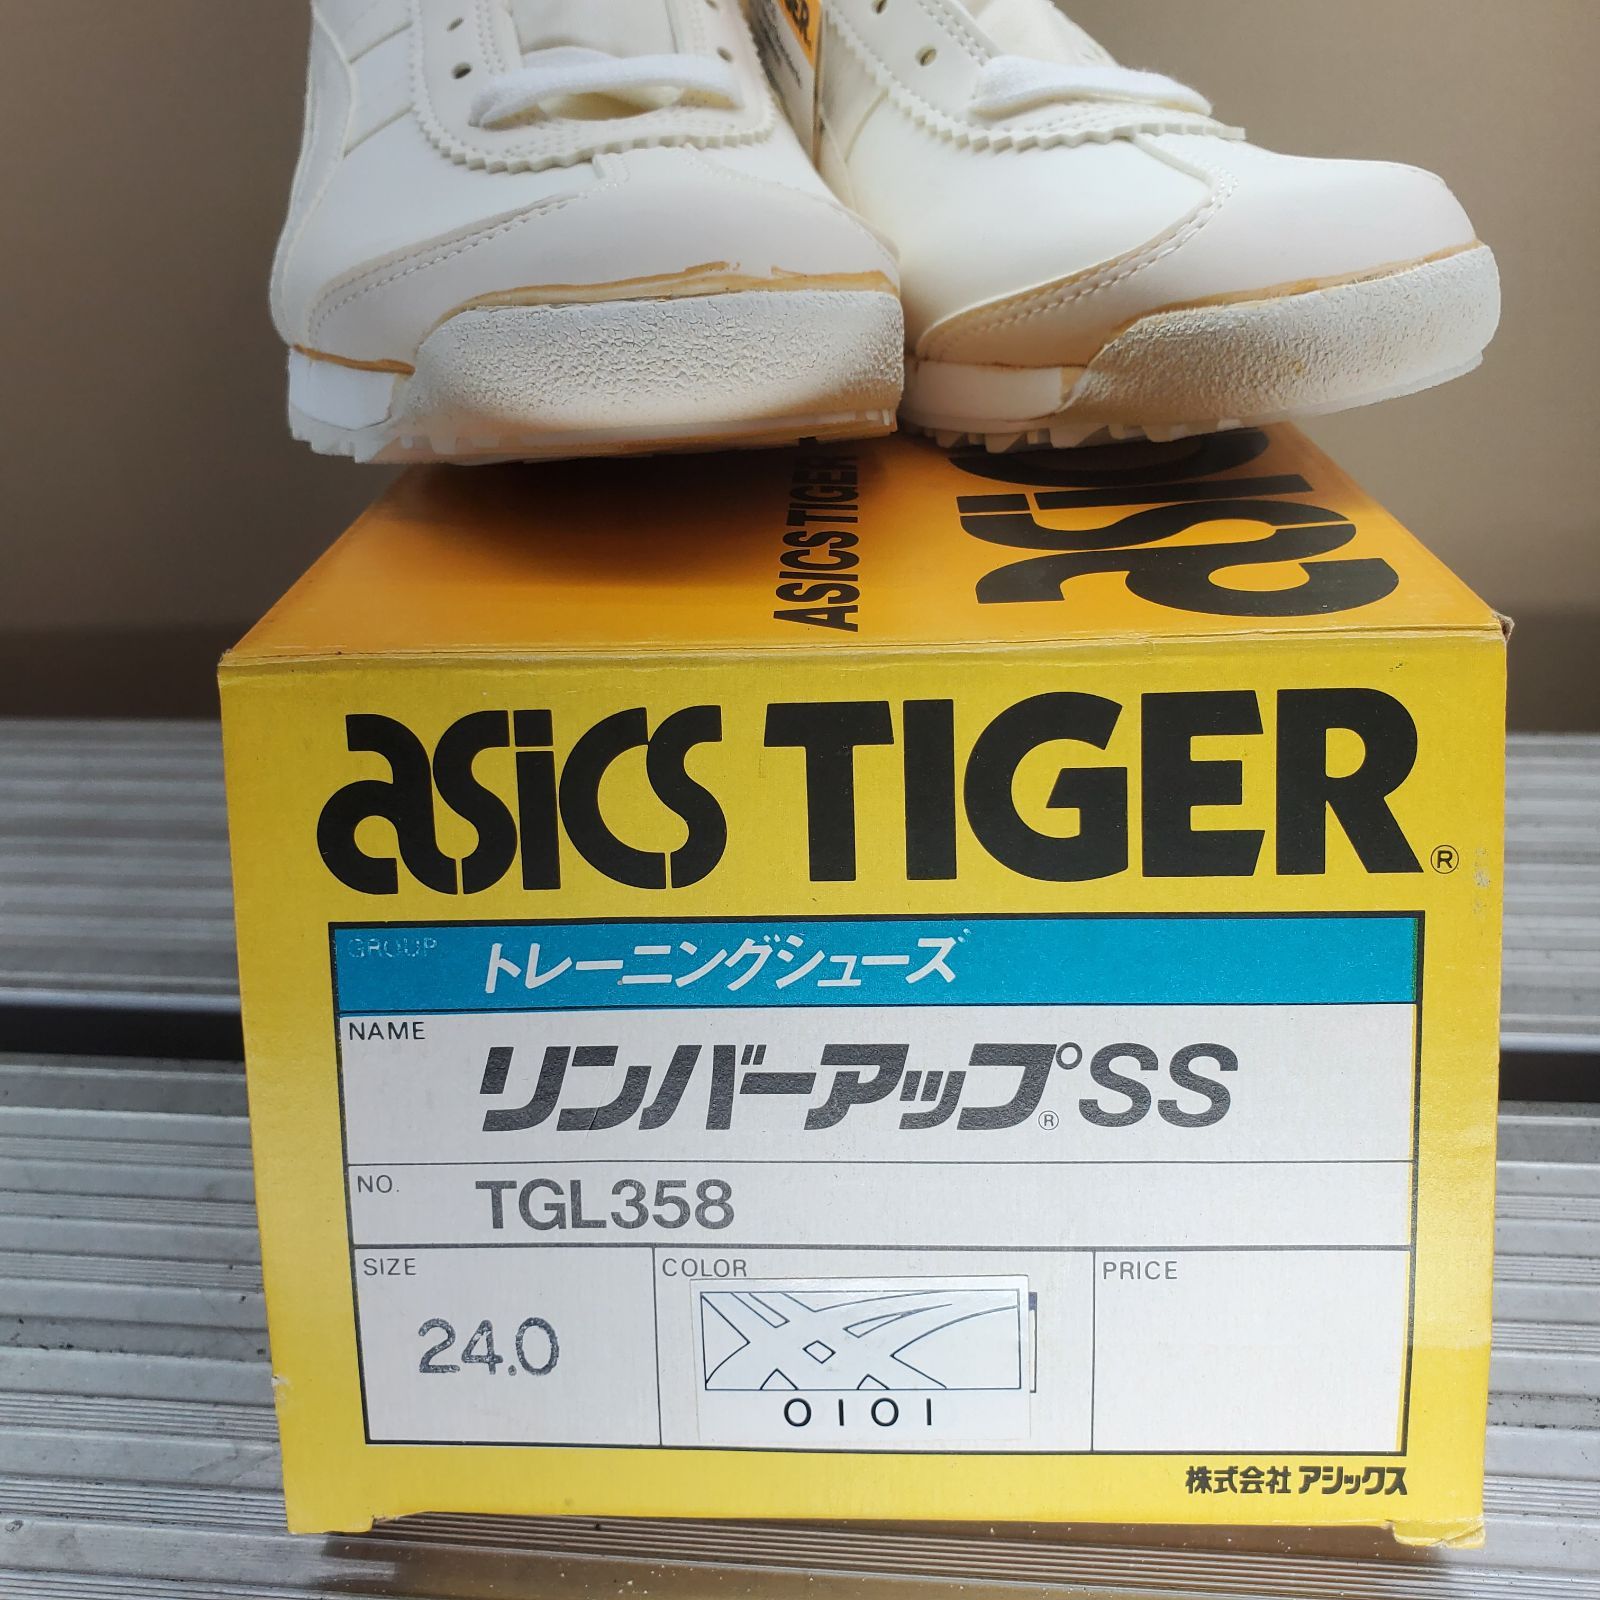 TIGER
ASICS TIGER
asics
asics TIGER ®
GROUP トレーニングシューズ
NAME
リンバーアップ®SS
NO. TGL358
SIZE COLOR PRICE
24.0
0101
株式会社 アシックス